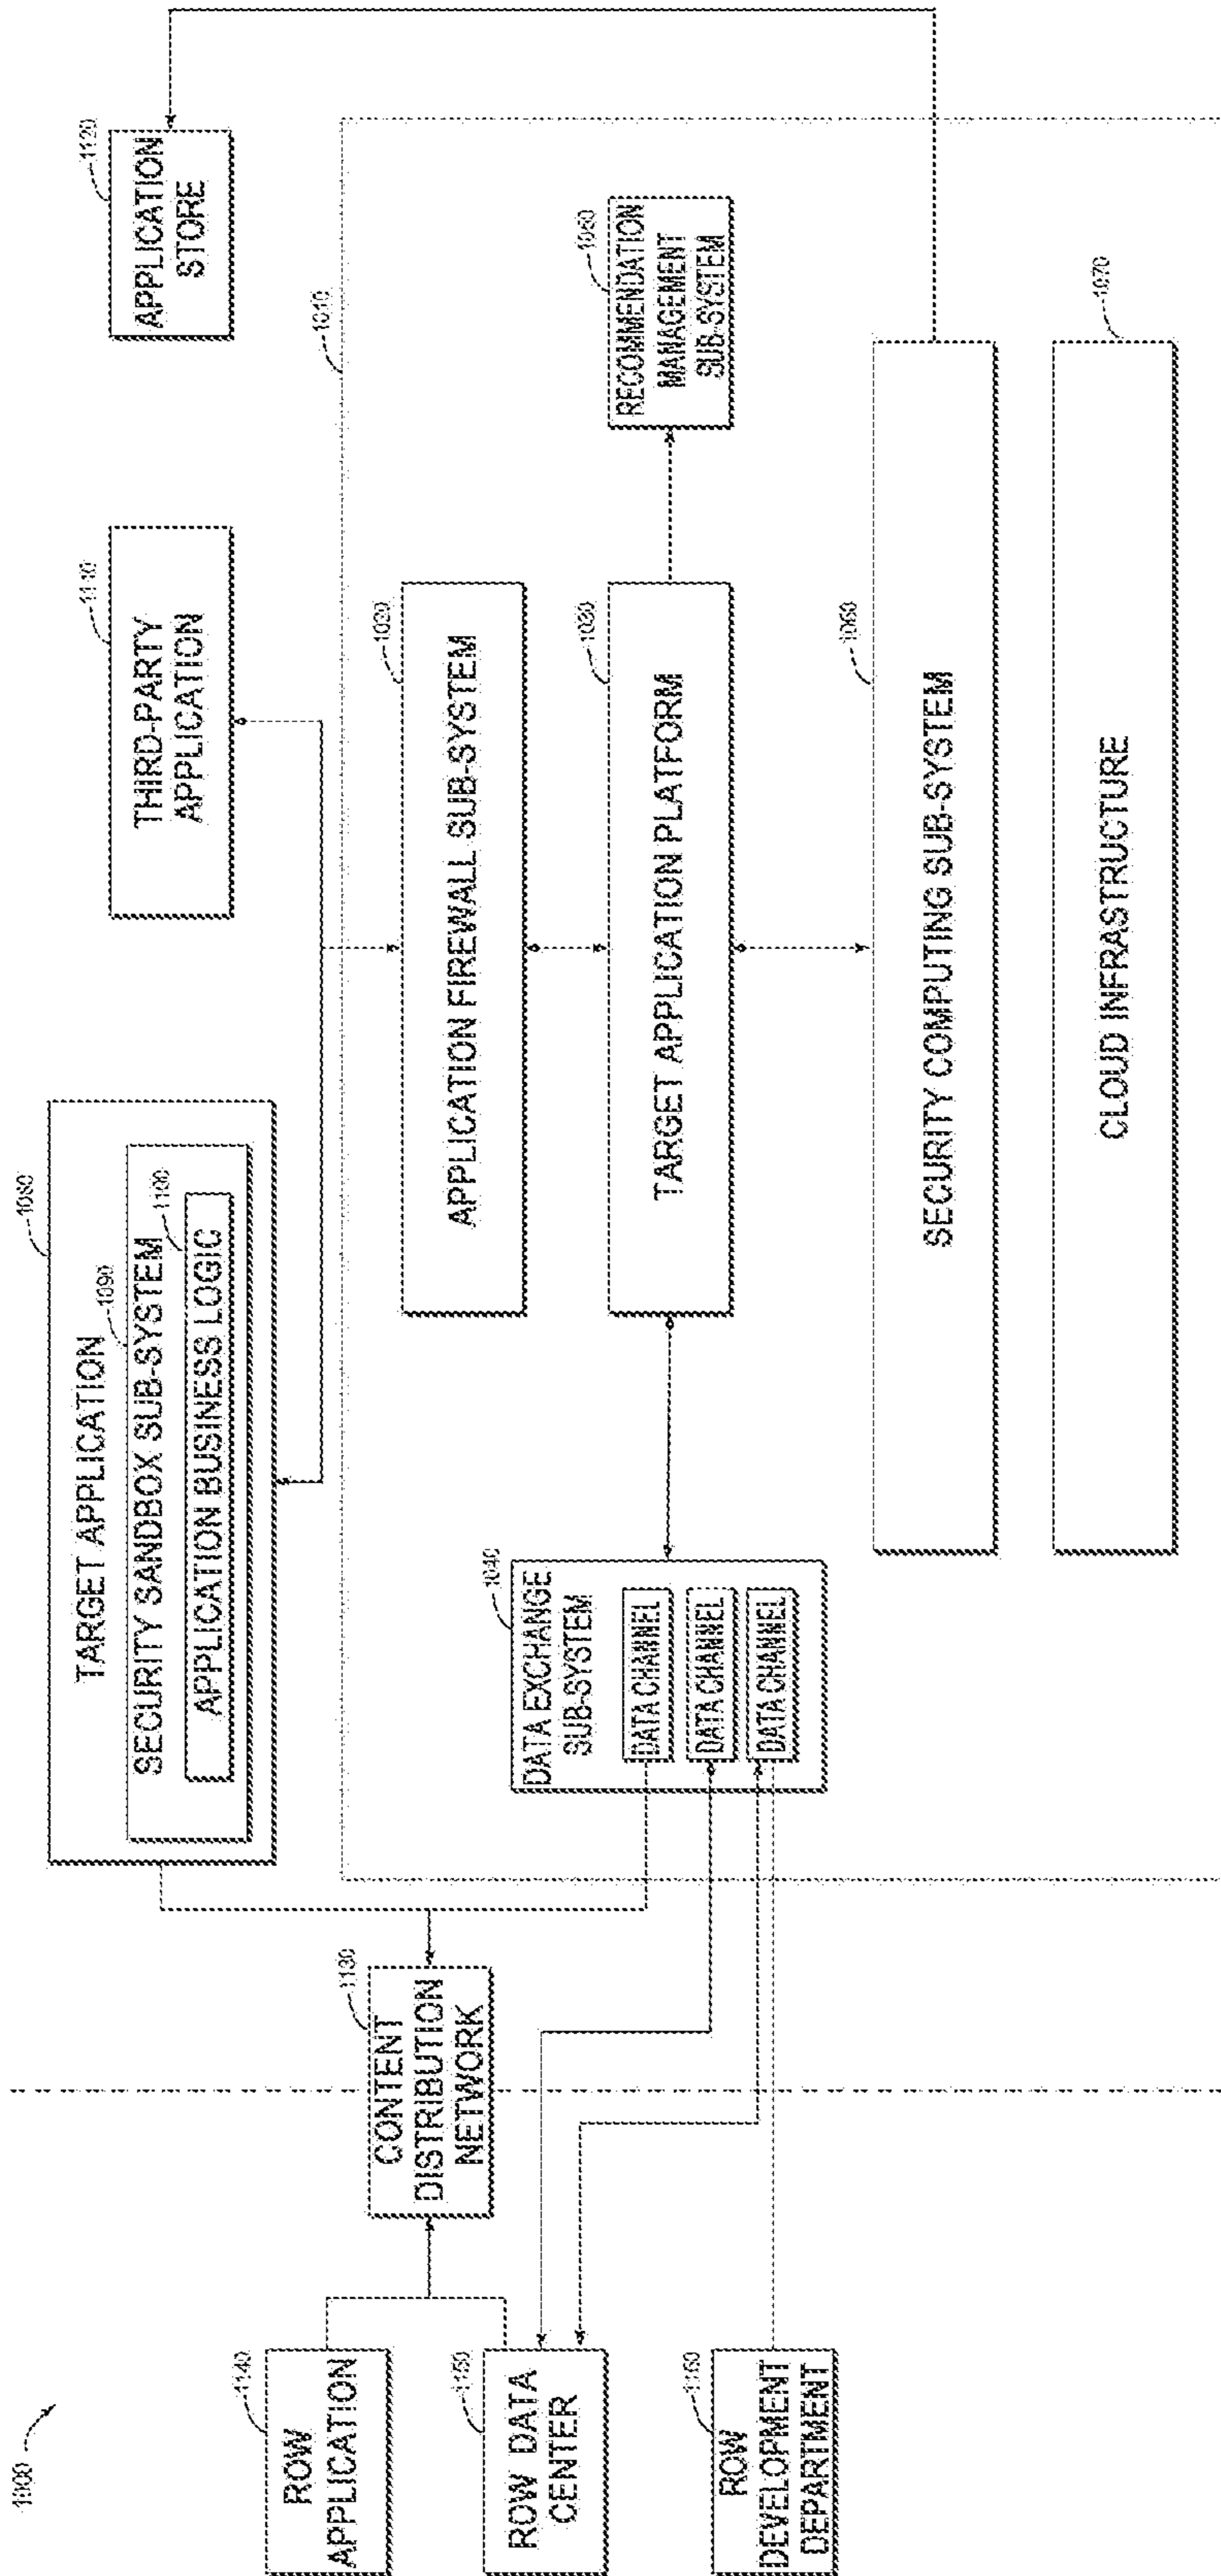 1000
ROW
APPLICATION
1140
ROW DATA
CENTER
1150
ROW
DEVELOPMENT
DEPARTMENT
1160
CONTENT
DISTRIBUTION
NETWORK
1130
TARGET APPLICATION
1080
SECURITY SANDBOX SUB-SYSTEM
1090
APPLICATION BUSINESS LOGIC
1100
THIRD-PARTY
APPLICATION
1110
APPLICATION
STORE
1120
1010
APPLICATION FIREWALL SUB-SYSTEM
1020
DATA EXCHANGE
SUB-SYSTEM
1040
DATA CHANNEL
DATA CHANNEL
DATA CHANNEL
TARGET APPLICATION PLATFORM
1030
RECOMMENDATION
MANAGEMENT
SUB-SYSTEM
SECURITY COMPUTING SUB-SYSTEM
1060
CLOUD INFRASTRUCTURE
1070